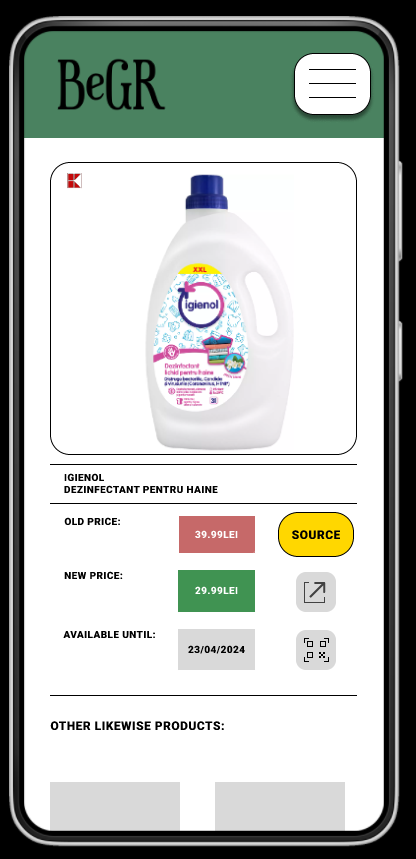 BeGR
K
XXL
igienol
Dezinfectant
lichid pentru haine
IGIENOL
DEZINFECTANT PENTRU HAINE
OLD PRICE:
39.99LEI
SOURCE
NEW PRICE:
29.99LEI
AVAILABLE UNTIL:
23/04/2024
OTHER LIKEWISE PRODUCTS: